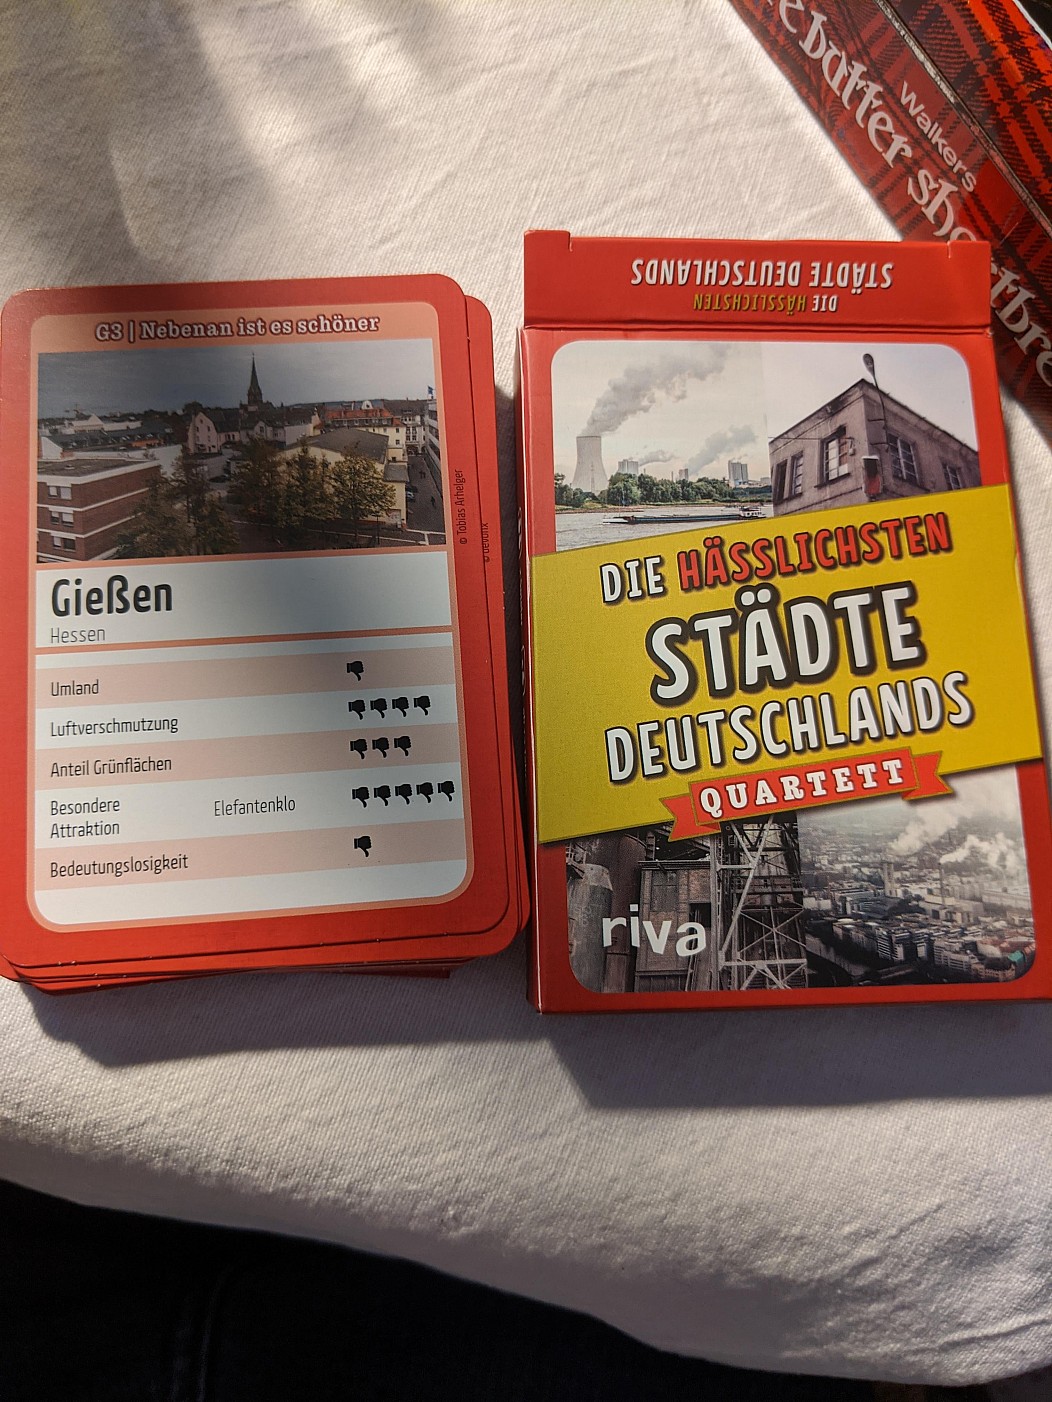 G3 | Nebenan ist es schöner
© Tobias Arhelger
Gießen
Hessen
Umland
Luftverschmutzung
Anteil Grünflächen
Besondere
Attraktion
Elefantenklo
Bedeutungslosigkeit
DIE HÄSSLICHSTEN
STÄDTE DEUTSCHLANDS
DIE HÄSSLICHSTEN
STÄDTE
DEUTSCHLANDS
QUARTETT
riva
Walkers